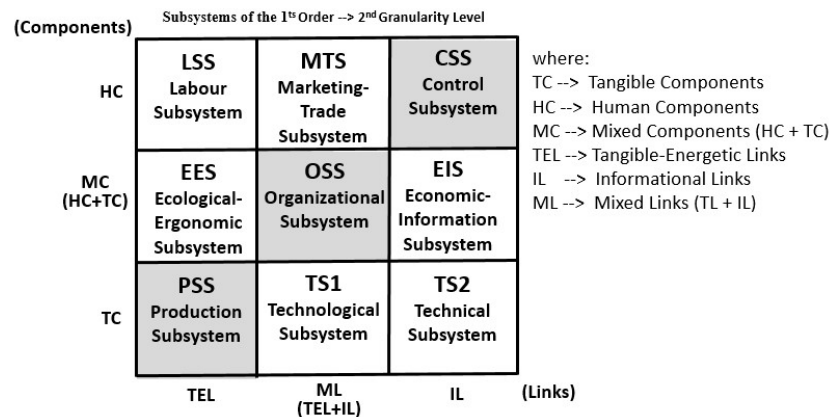 Subsystems of the 1ts Order --> 2nd Granularity Level
(Components)
HC
LSS
Labour
Subsystem
MTS
Marketing-
Trade
Subsystem
CSS
Control
Subsystem
MC
(HC+TC)
EES
Ecological-
Ergonomic
Subsystem
OSS
Organizational
Subsystem
EIS
Economic-
Information
Subsystem
TC
PSS
Production
Subsystem
TS1
Technological
Subsystem
TS2
Technical
Subsystem
TEL
ML
(TEL+IL)
IL
(Links)
where:
TC --> Tangible Components
HC --> Human Components
MC --> Mixed Components (HC + TC)
TEL --> Tangible-Energetic Links
IL --> Informational Links
ML --> Mixed Links (TL + IL)